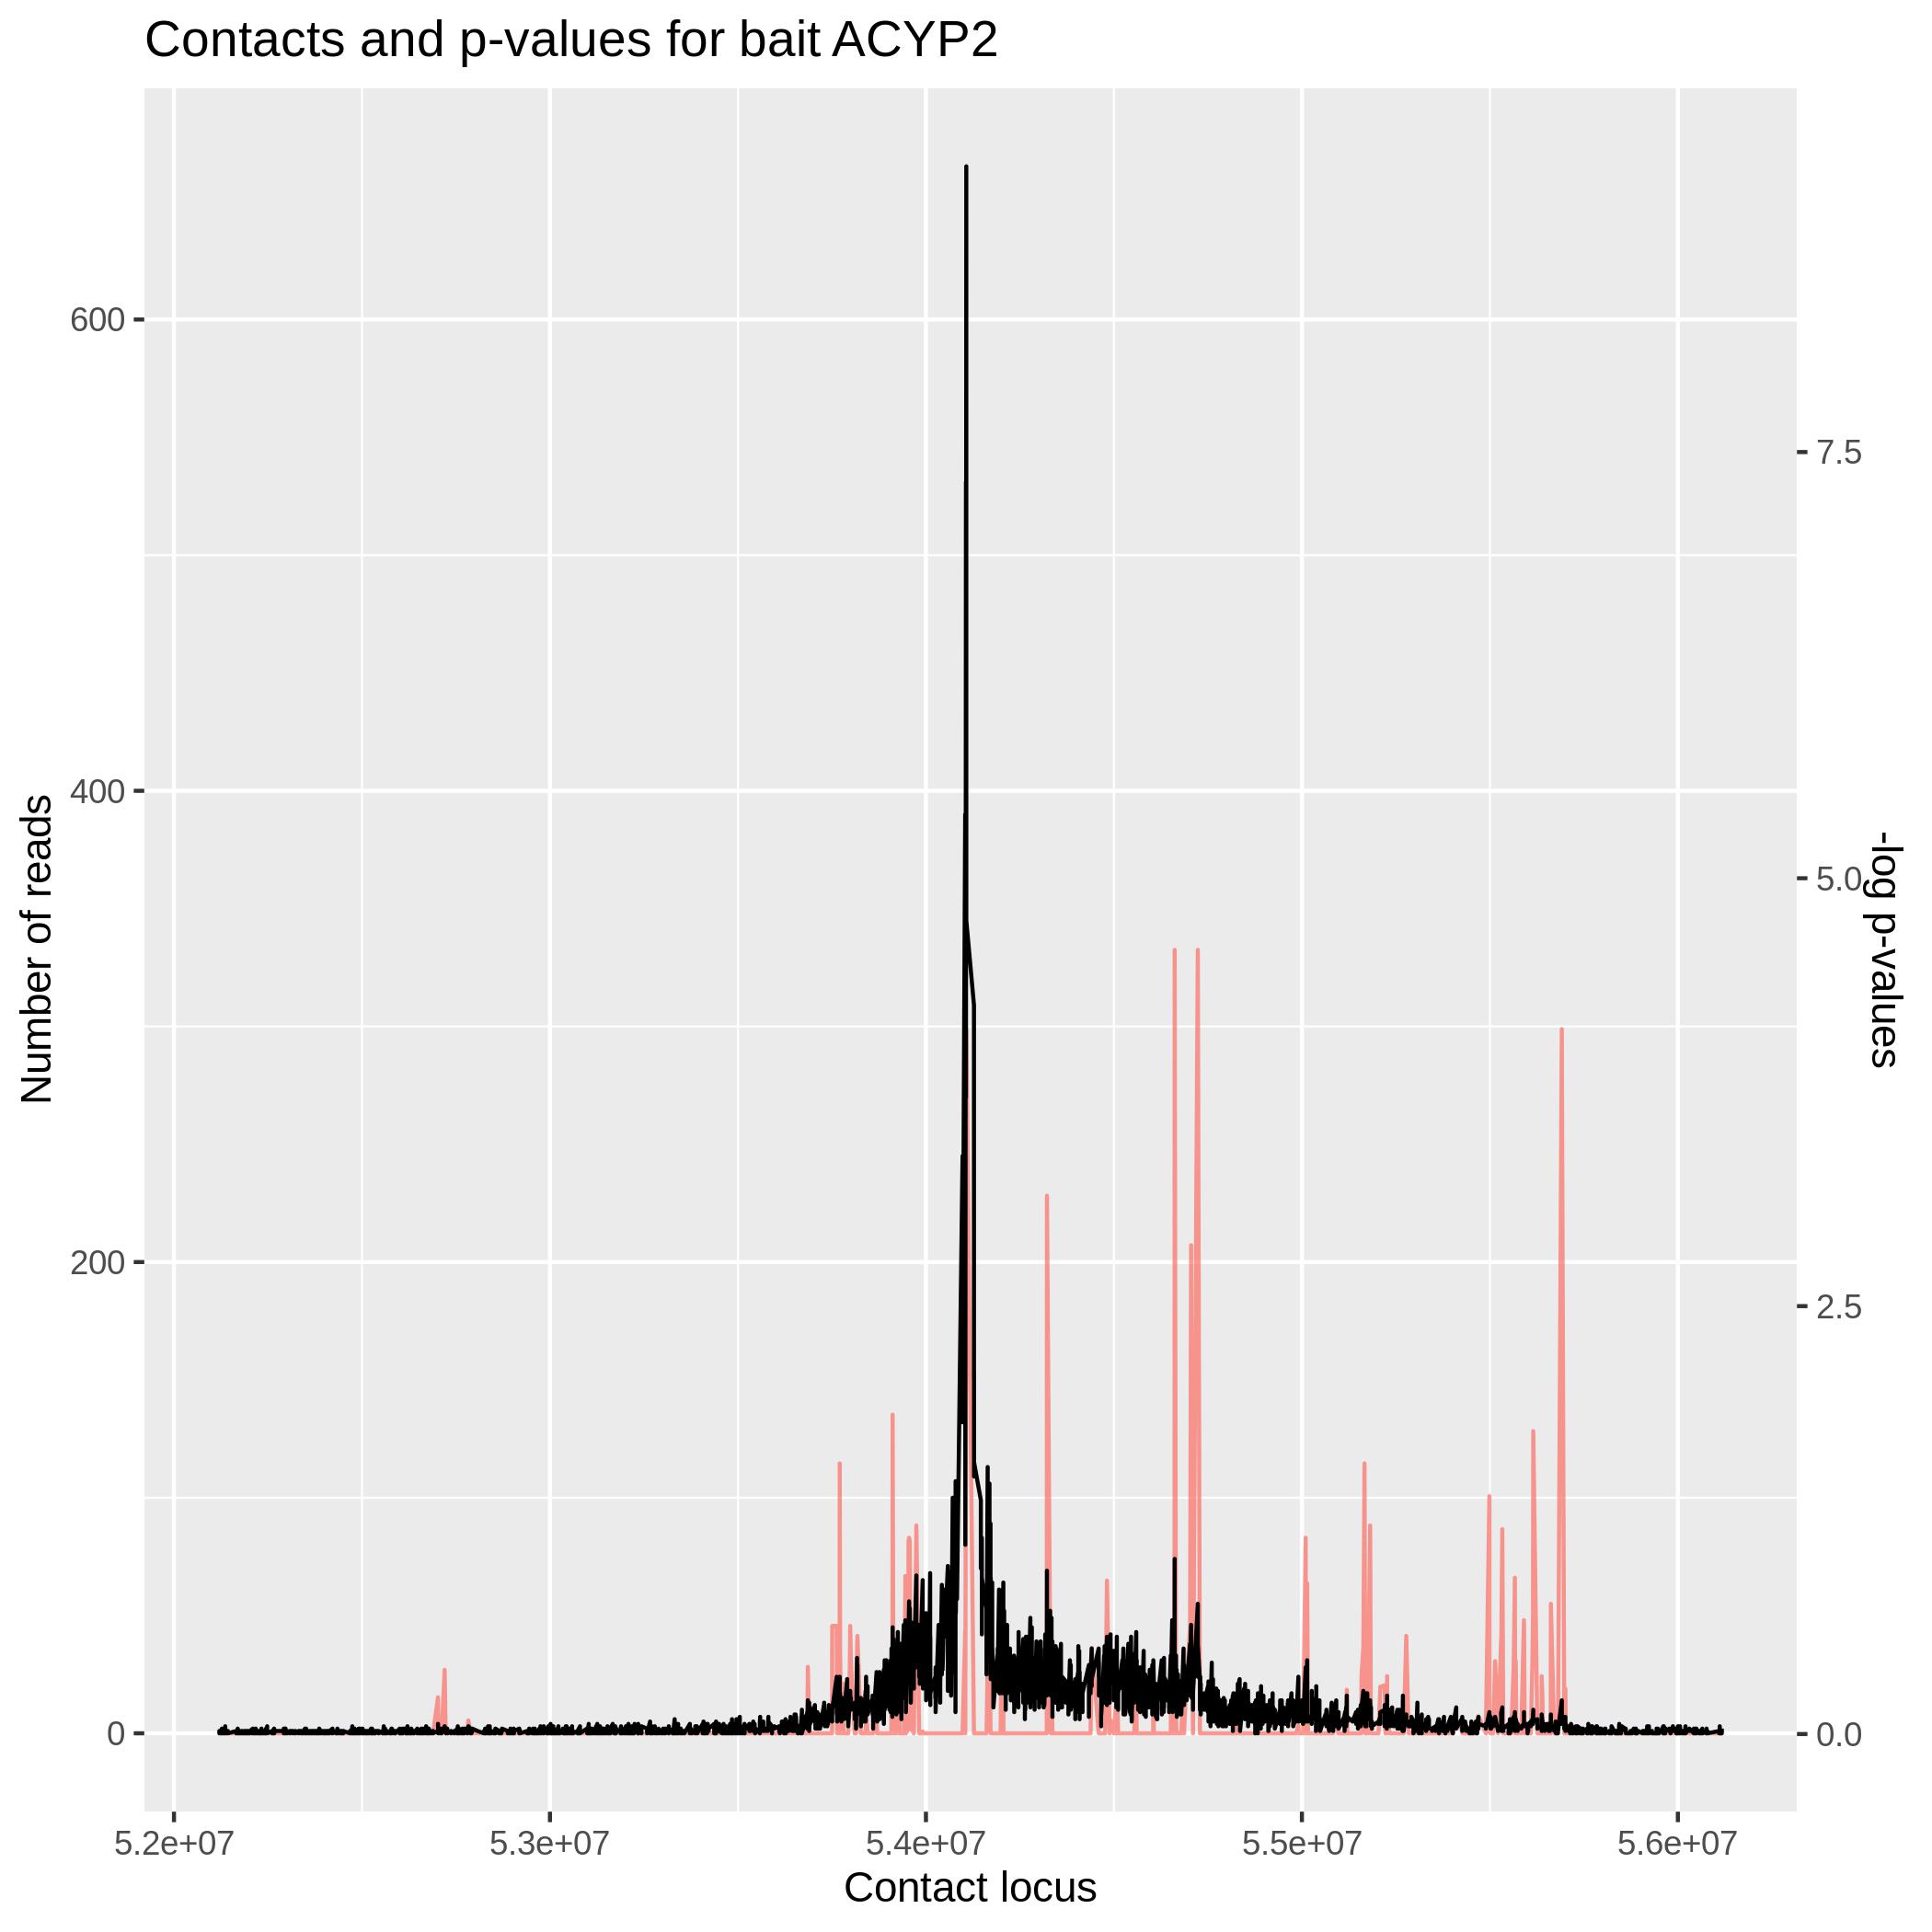 Contacts and p-values for bait ACYP2
600
400
200
0
Number of reads
7.5
5.0
2.5
0.0
-log p-values
5.2e+07
5.3e+07
5.4e+07
5.5e+07
5.6e+07
Contact locus